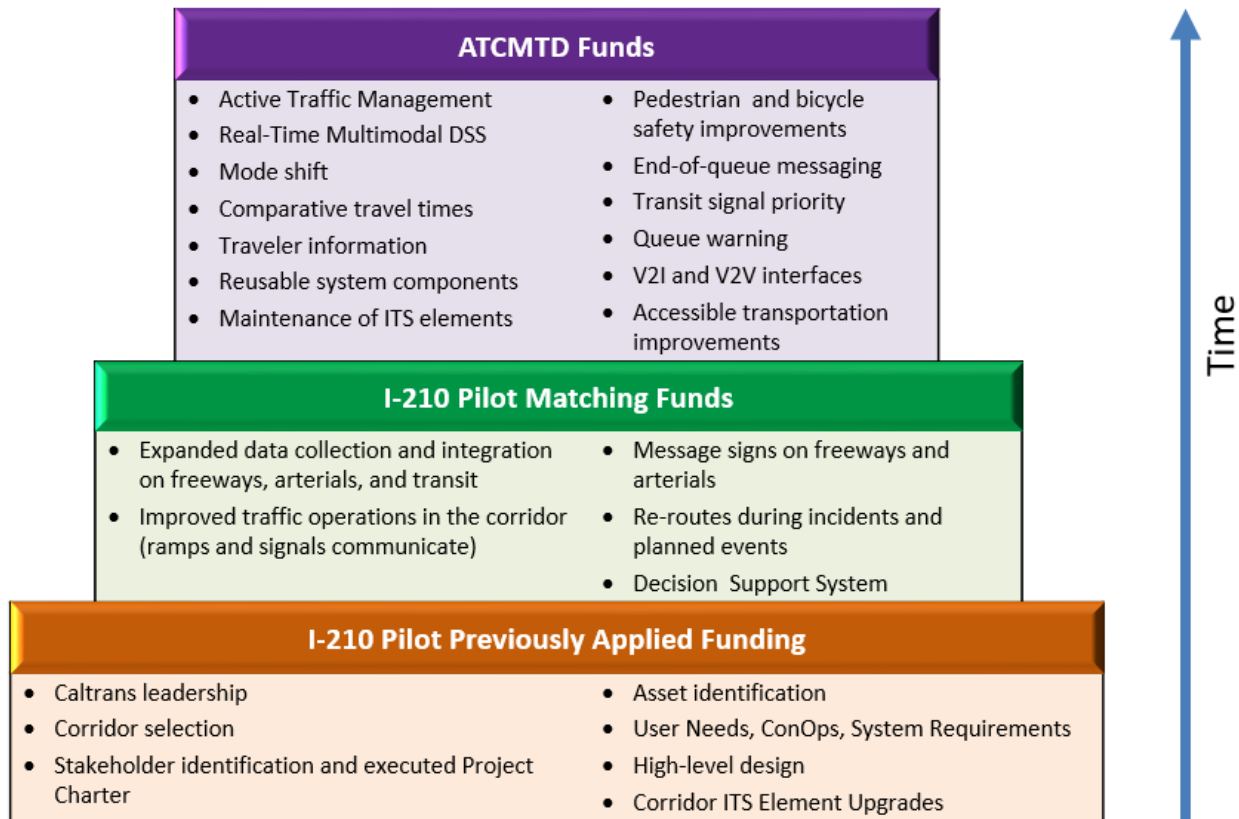 ATCMTD Funds
• Active Traffic Management
• Real-Time Multimodal DSS
• Mode shift
• Comparative travel times
• Traveler information
• Reusable system components
• Maintenance of ITS elements
• Pedestrian and bicycle
safety improvements
• End-of-queue messaging
• Transit signal priority
• Queue warning
• V2I and V2V interfaces
• Accessible transportation
improvements
I-210 Pilot Matching Funds
• Expanded data collection and integration
on freeways, arterials, and transit
• Improved traffic operations in the corridor
(ramps and signals communicate)
• Message signs on freeways and
arterials
• Re-routes during incidents and
planned events
• Decision Support System
I-210 Pilot Previously Applied Funding
• Caltrans leadership
• Corridor selection
• Stakeholder identification and executed Project
Charter
• Asset identification
• User Needs, ConOps, System Requirements
• High-level design
• Corridor ITS Element Upgrades
Time